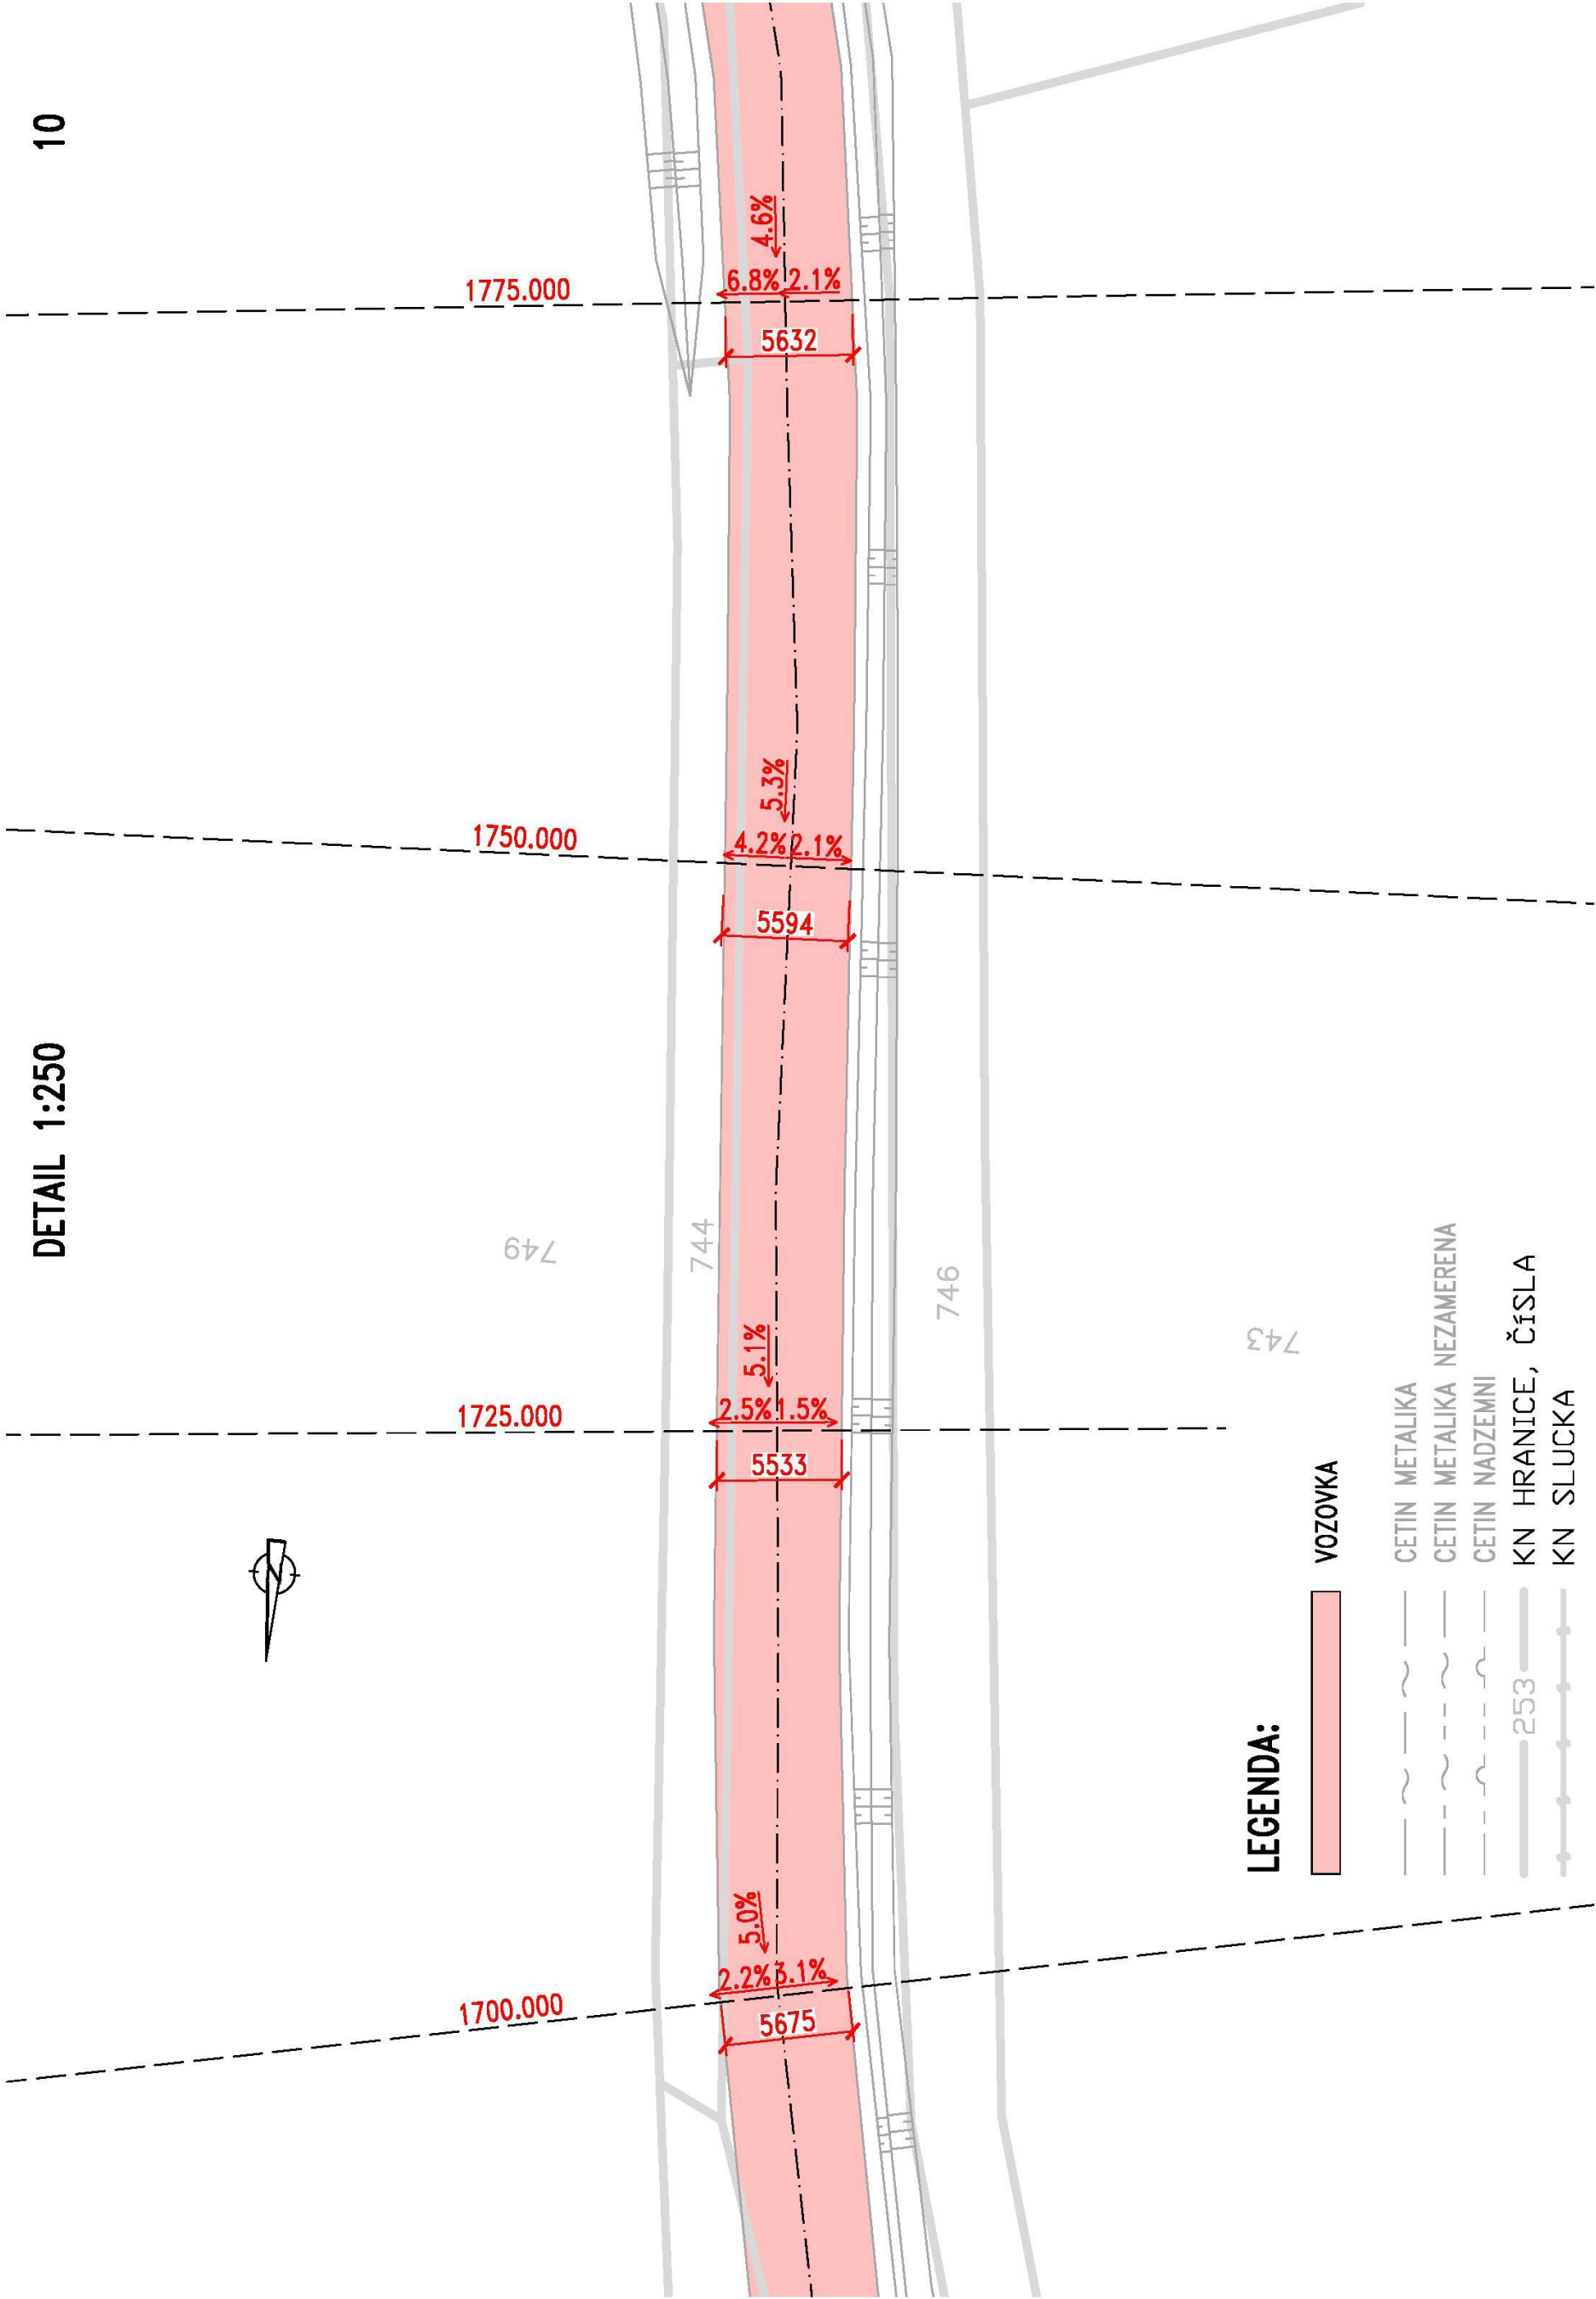 10
DETAIL 1:250
1775.000
4.6%
6.8% 2.1%
5632
1750.000
5.3%
4.2% 2.1%
5594
749
744
746
743
1725.000
5.1%
2.5% 1.5%
5533
N
1700.000
5.0%
2.2% 3.1%
5675
LEGENDA:
VOZOVKA
CETIN METALIKA
CETIN METALIKA NEZAMERENA
CETIN NADZEMNI
253 KN HRANICE, ČíSLA
KN SLUCKA